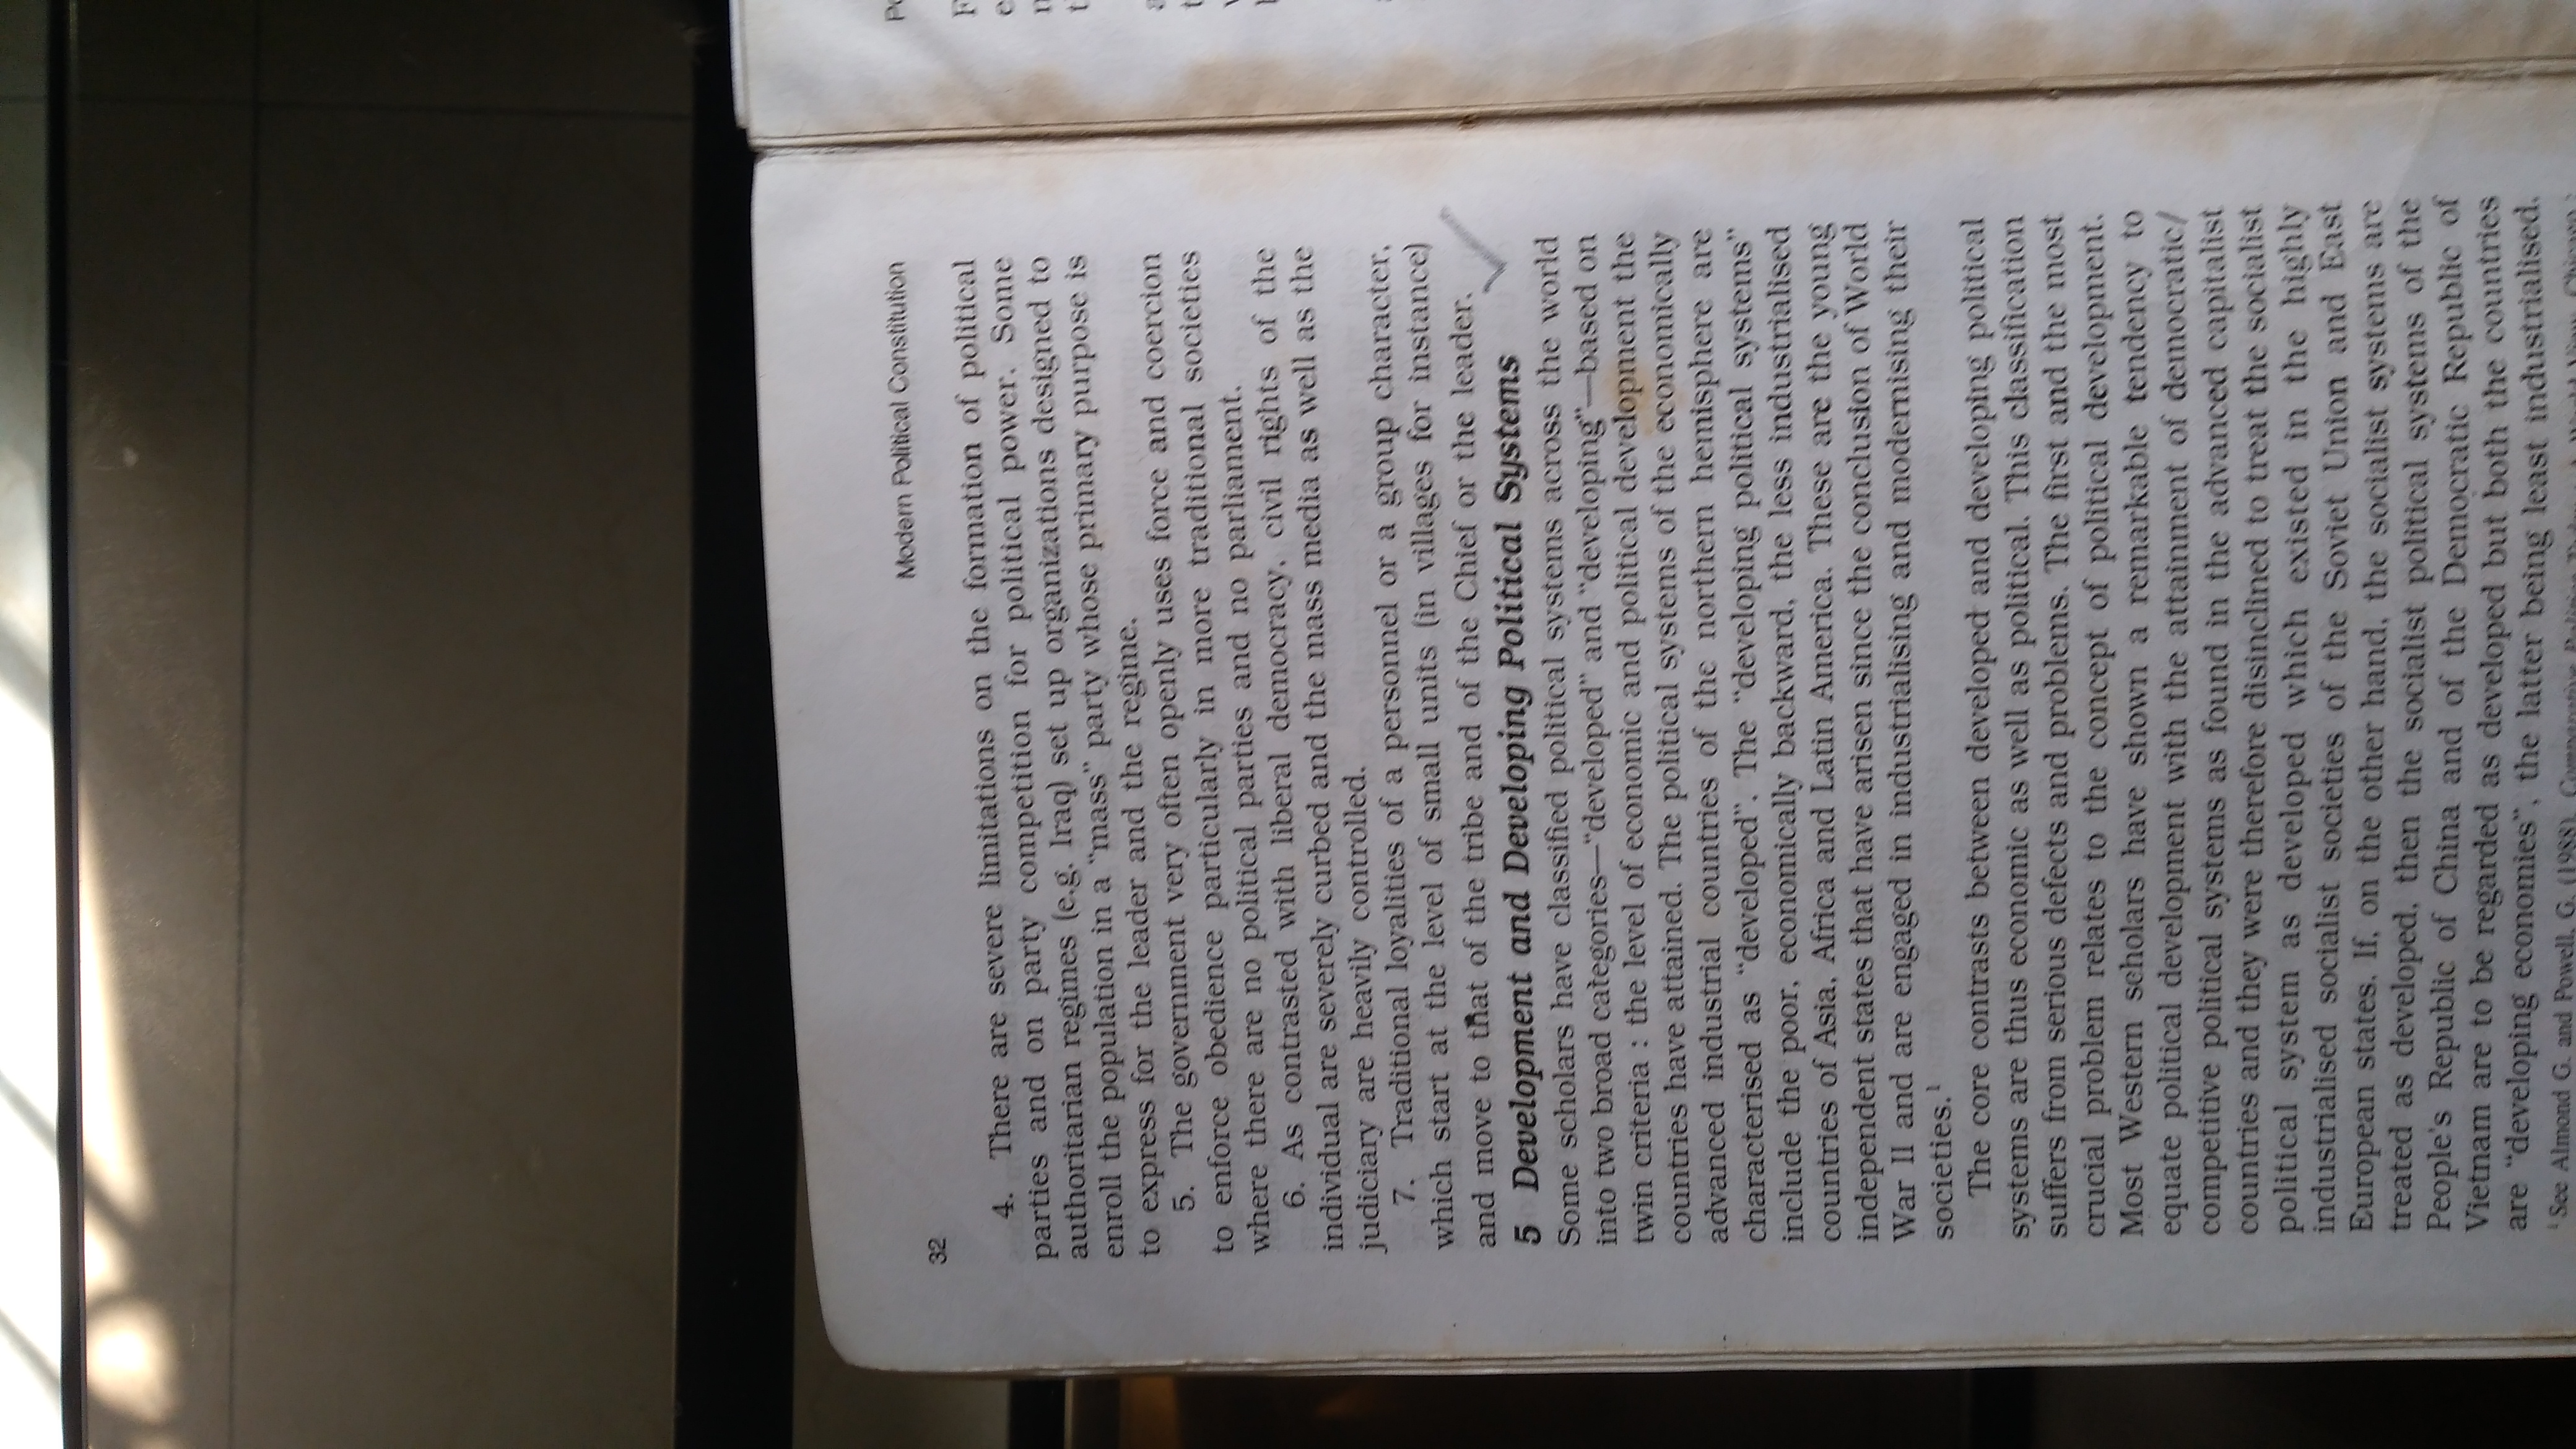 32
Modern Political Constitution
4. There are severe limitations on the formation of political
parties and on party competition for political power. Some
authoritarian regimes (e.g. Iraq) set up organizations designed to
enroll the population in a "mass" party whose primary purpose is
to express for the leader and the regime.
5. The government very often openly uses force and coercion
to enforce obedience particularly in more traditional societies
where there are no political parties and no parliament.
6. As contrasted with liberal democracy, civil rights of the
individual are severely curbed and the mass media as well as the
judiciary are heavily controlled.
7. Traditional loyalities of a personnel or a group character,
which start at the level of small units (in villages for instance)
and move to that of the tribe and of the Chief or the leader.
5 Development and Developing Political Systems
Some scholars have classified political systems across the world
into two broad categories—"developed" and "developing"—based on
twin criteria : the level of economic and political development the
countries have attained. The political systems of the economically
advanced industrial countries of the northern hemisphere are
characterised as "developed". The "developing political systems"
include the poor, economically backward, the less industrialised
countries of Asia, Africa and Latin America. These are the young
independent states that have arisen since the conclusion of World
War II and are engaged in industrialising and modernising their
societies.¹
The core contrasts between developed and developing political
systems are thus economic as well as political. This classification
suffers from serious defects and problems. The first and the most
crucial problem relates to the concept of political development.
Most Western scholars have shown a remarkable tendency to
equate political development with the attainment of democratic/
competitive political systems as found in the advanced capitalist
countries and they were therefore disinclined to treat the socialist
political system as developed which existed in the highly
industrialised socialist societies of the Soviet Union and East
European states. If, on the other hand, the socialist systems are
treated as developed, then the socialist political systems of the
People's Republic of China and of the Democratic Republic of
Vietnam are to be regarded as developed but both the countries
are "developing economies", the latter being least industrialised.
¹ See Almond G. and Powell, G. (1988),